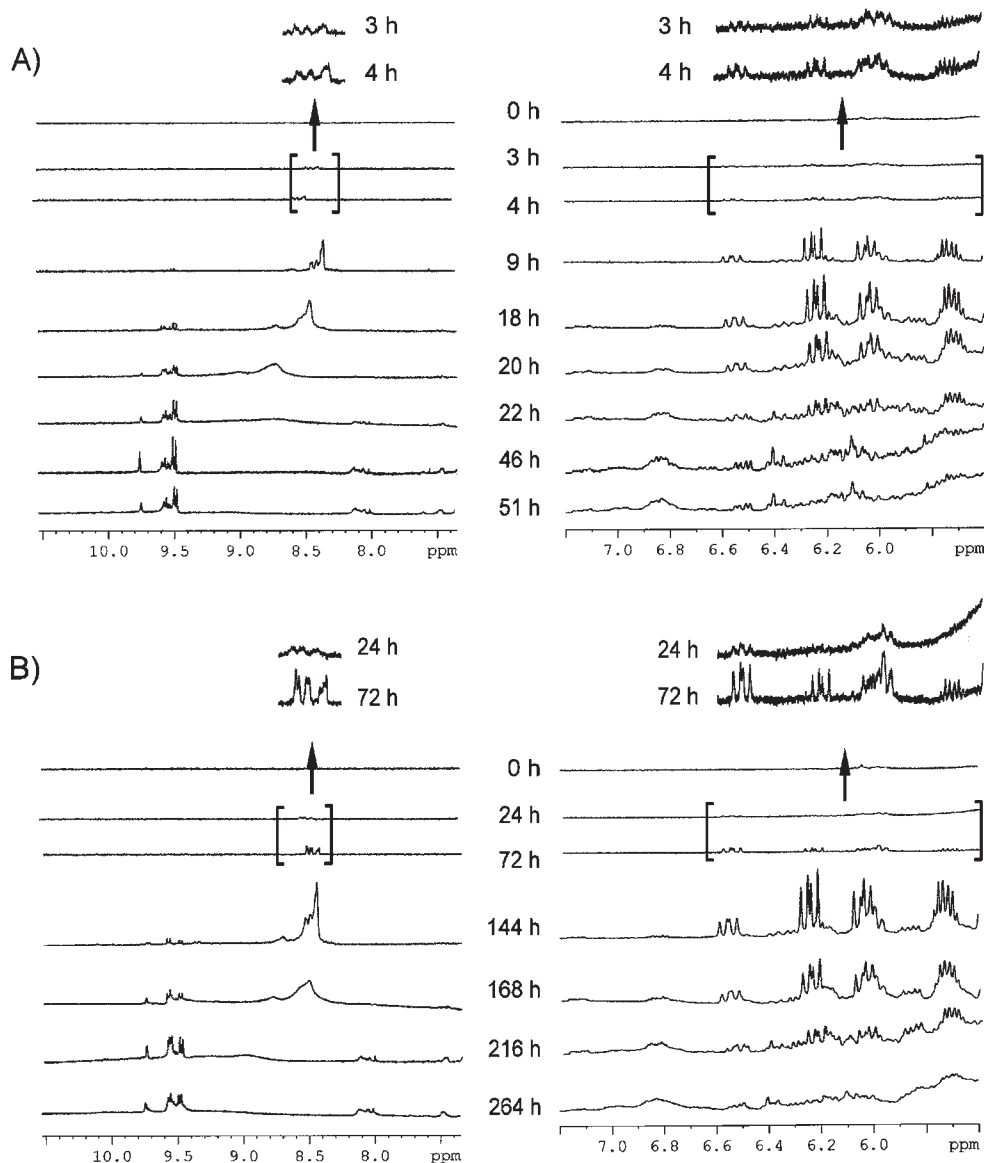 A)
3 h
4 h
3 h
4 h
0 h
3 h
4 h
9 h
18 h
20 h
22 h
46 h
51 h
10.0 9.5 9.0 8.5 8.0 ppm
7.0 6.8 6.6 6.4 6.2 6.0 ppm
B)
24 h
72 h
24 h
72 h
0 h
24 h
72 h
144 h
168 h
216 h
264 h
10.0 9.5 9.0 8.5 8.0 ppm
7.0 6.8 6.6 6.4 6.2 6.0 ppm